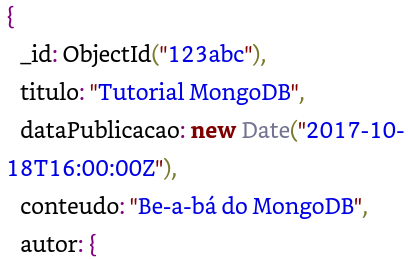 {
_id: ObjectId("123abc"),
titulo: "Tutorial MongoDB",
dataPublicacao: new Date("2017-10-
18T16:00:00Z"),
conteudo: "Be-a-bá do MongoDB",
autor: {